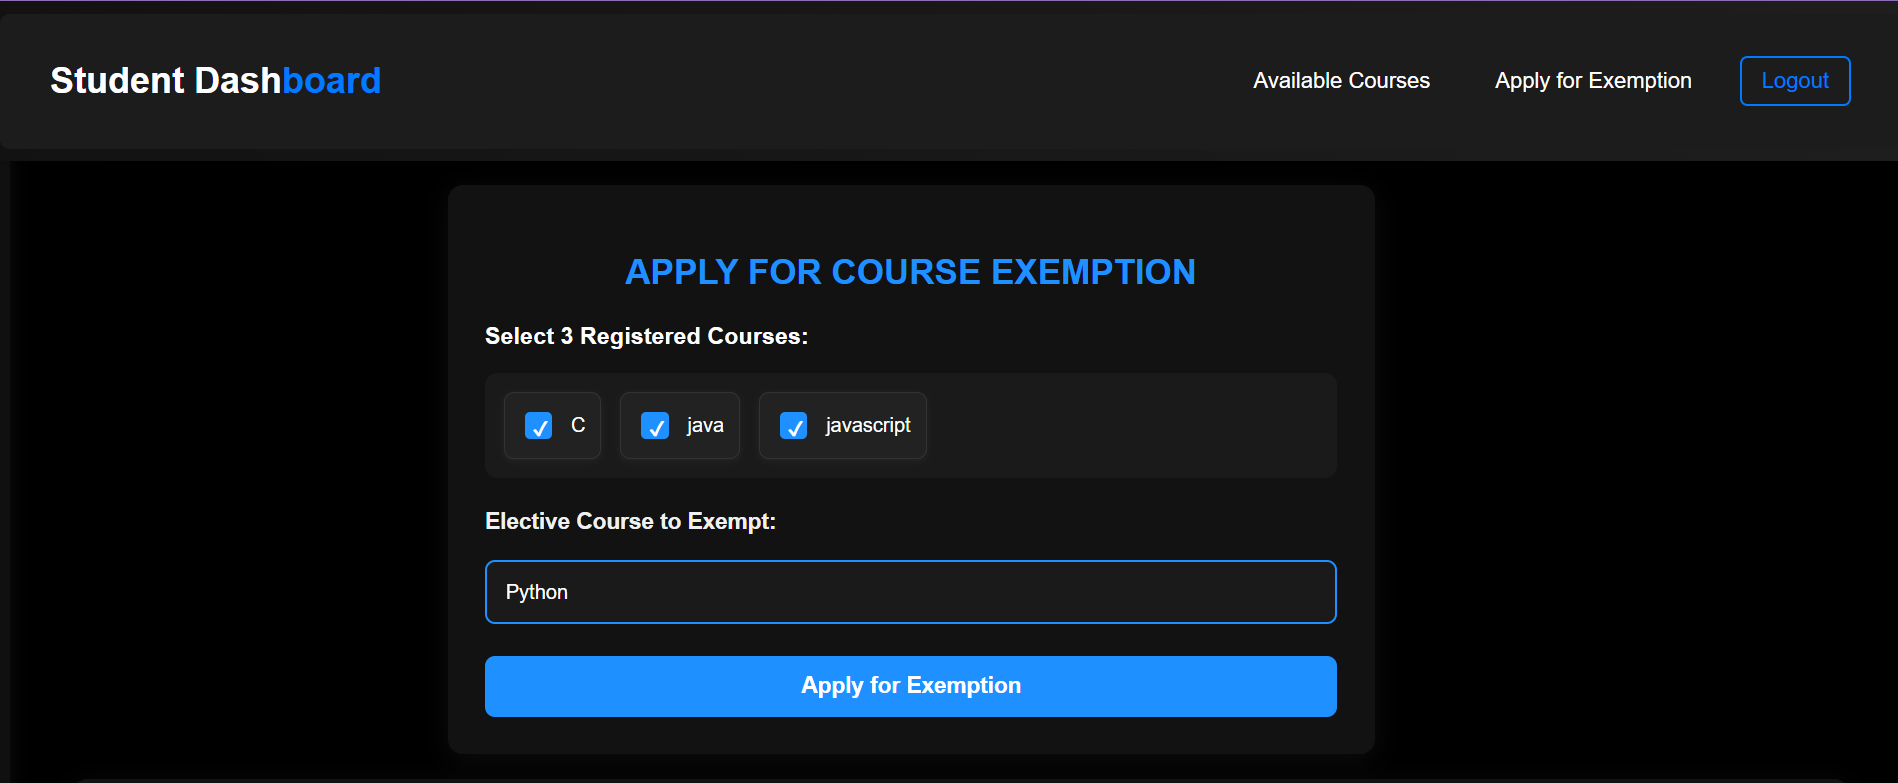 Student Dashboard
Available Courses
Apply for Exemption
Logout
APPLY FOR COURSE EXEMPTION
Select 3 Registered Courses:
C
java
javascript
Elective Course to Exempt:
Python
Apply for Exemption